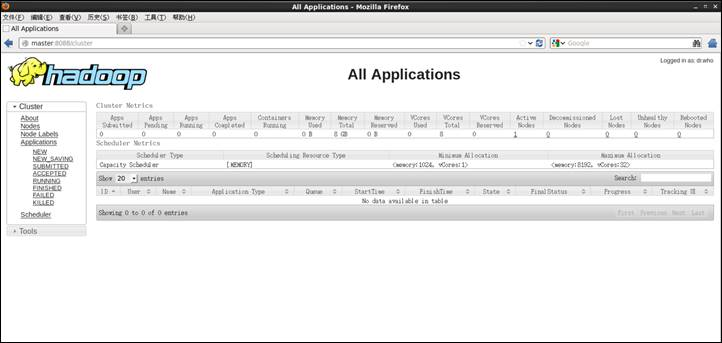 All Applications - Mozilla Firefox
文件(F) 编辑(E) 查看(V) 历史(S) 书签(B) 工具(T) 帮助(H)
All Applications
master:8088/cluster
Google
hadoop
All Applications
Logged in as: dr.who
Cluster
About
Nodes
Node Labels
Applications
NEW
NEW_SAVING
SUBMITTED
ACCEPTED
RUNNING
FINISHED
FAILED
KILLED
Scheduler
Tools
Cluster Metrics
Apps Submitted Apps Pending Apps Running Apps Completed Containers Running Memory Used Memory Total Memory Reserved VCores Used VCores Total VCores Reserved Active Nodes Decommissioned Nodes Lost Nodes Unhealthy Nodes Rebooted Nodes
0 0 0 0 0 0 B 8 GB 0 B 0 8 0 1 0 0 0 0
Scheduler Metrics
Scheduler Type Scheduling Resource Type Minimum Allocation Maximum Allocation
Capacity Scheduler [MEMORY] <memory:1024, vCores:1> <memory:8192, vCores:32>
Show 20 entries Search:
ID User Name Application Type Queue StartTime FinishTime State FinalStatus Progress Tracking UI
No data available in table
Showing 0 to 0 of 0 entries First Previous Next Last